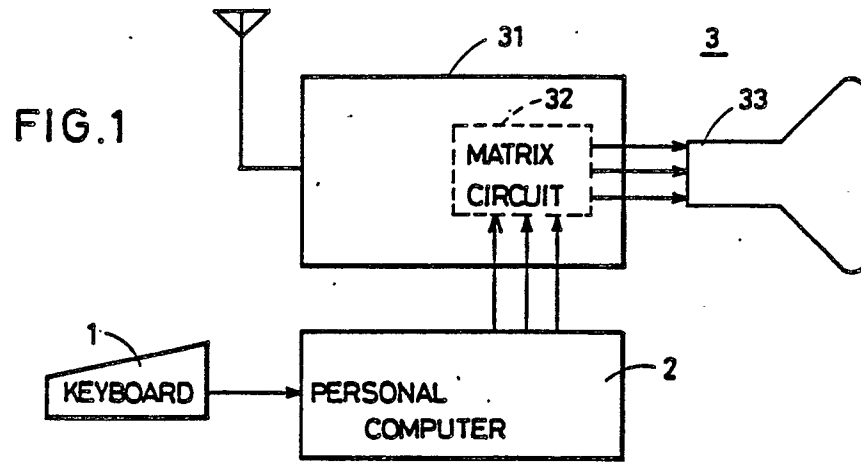 31
3
32
33
FIG.1
MATRIX
CIRCUIT
1
KEYBOARD
2
PERSONAL
COMPUTER